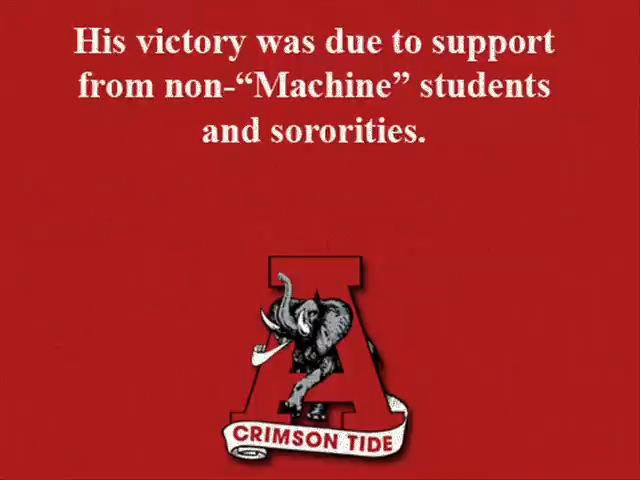 His victory was due to support
from non-“Machine” students
and sororities.
CRIMSON TIDE